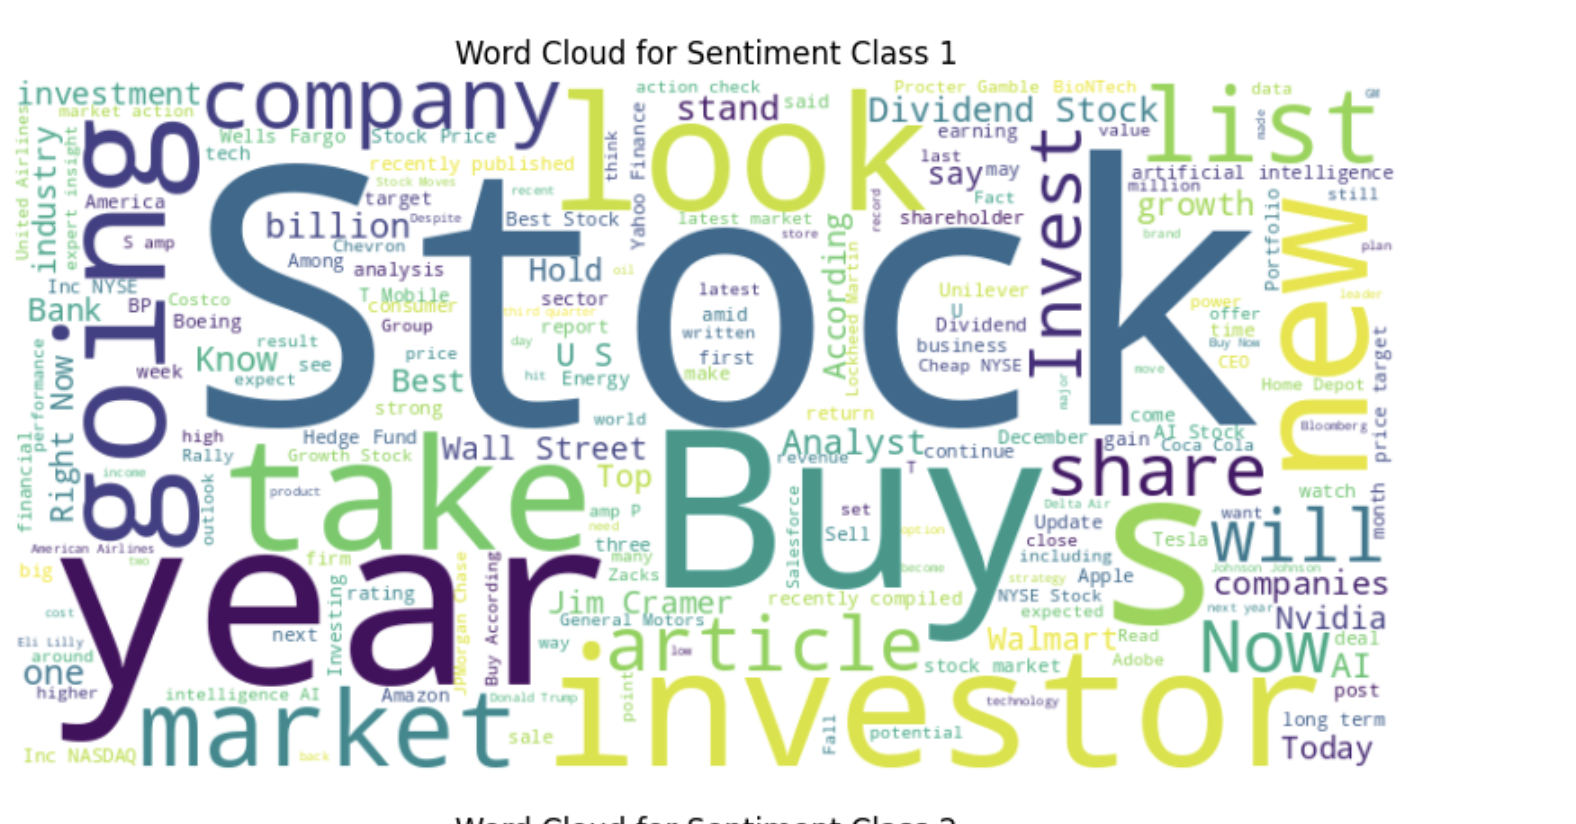 Word Cloud for Sentiment Class 1
investment
company
action check
Procter Gamble
BioNTech
data
GM
market action
look
stand
said
Dividend Stock
list
made
United Airlines
industry
expert insight
going
Wells Fargo
Stock Price
think
Yahoo Finance
earning
value
tech
recently published
last
say
may
artificial intelligence
Stock Moves
recent
million
America
target
record
Fact
growth
Portfolio
still
billion
Despite
Best Stock
latest market
shareholder
Invest
new
S amp
Chevron
store
According
brand
plan
Among
analysis
Hold
oil
Lockheed Martin
Inc NYSE
T Mobile
sector
latest
Unilever
leader
Bank
BP
Costco
consumer
third quarter
Stock
amid
U
power
offer
Boeing
Group
report
written
Dividend
time
result
day
business
Buy Now
performance
Right Now
Know
see
price
U S
first
Cheap NYSE
CEO
week
expect
Best
hit
Energy
make
major
move
Home Depot
price target
strong
world
return
come
Bloomberg
financial
high
Hedge Fund
Wall Street
Analyst
December
gain
AI Stock
Rally
Growth Stock
revenue
continue
Coca Cola
income
outlook
take
Top
Buy
T
share
watch
month
product
amp P
set
Delta Air
want
will
need
Sell
option
Update
s
Tesla
American Airlines
three
Salesforce
close
two
year
firm
many
including
big
Zacks
become
strategy
Apple
Johnson Johnson
companies
Investing
rating
JPMorgan Chase
Buy According
Jim Cramer
recently compiled
NYSE Stock
cost
General Motors
expected
next year
Nvidia
Eli Lilly
next
way
article
Walmart
Read
Now
deal
around
low
stock market
Adobe
AI
one
higher
intelligence AI
Amazon
Donald Trump
point
investor
technology
post
market
sale
Fall
potential
long term
Inc NASDAQ
back
Today